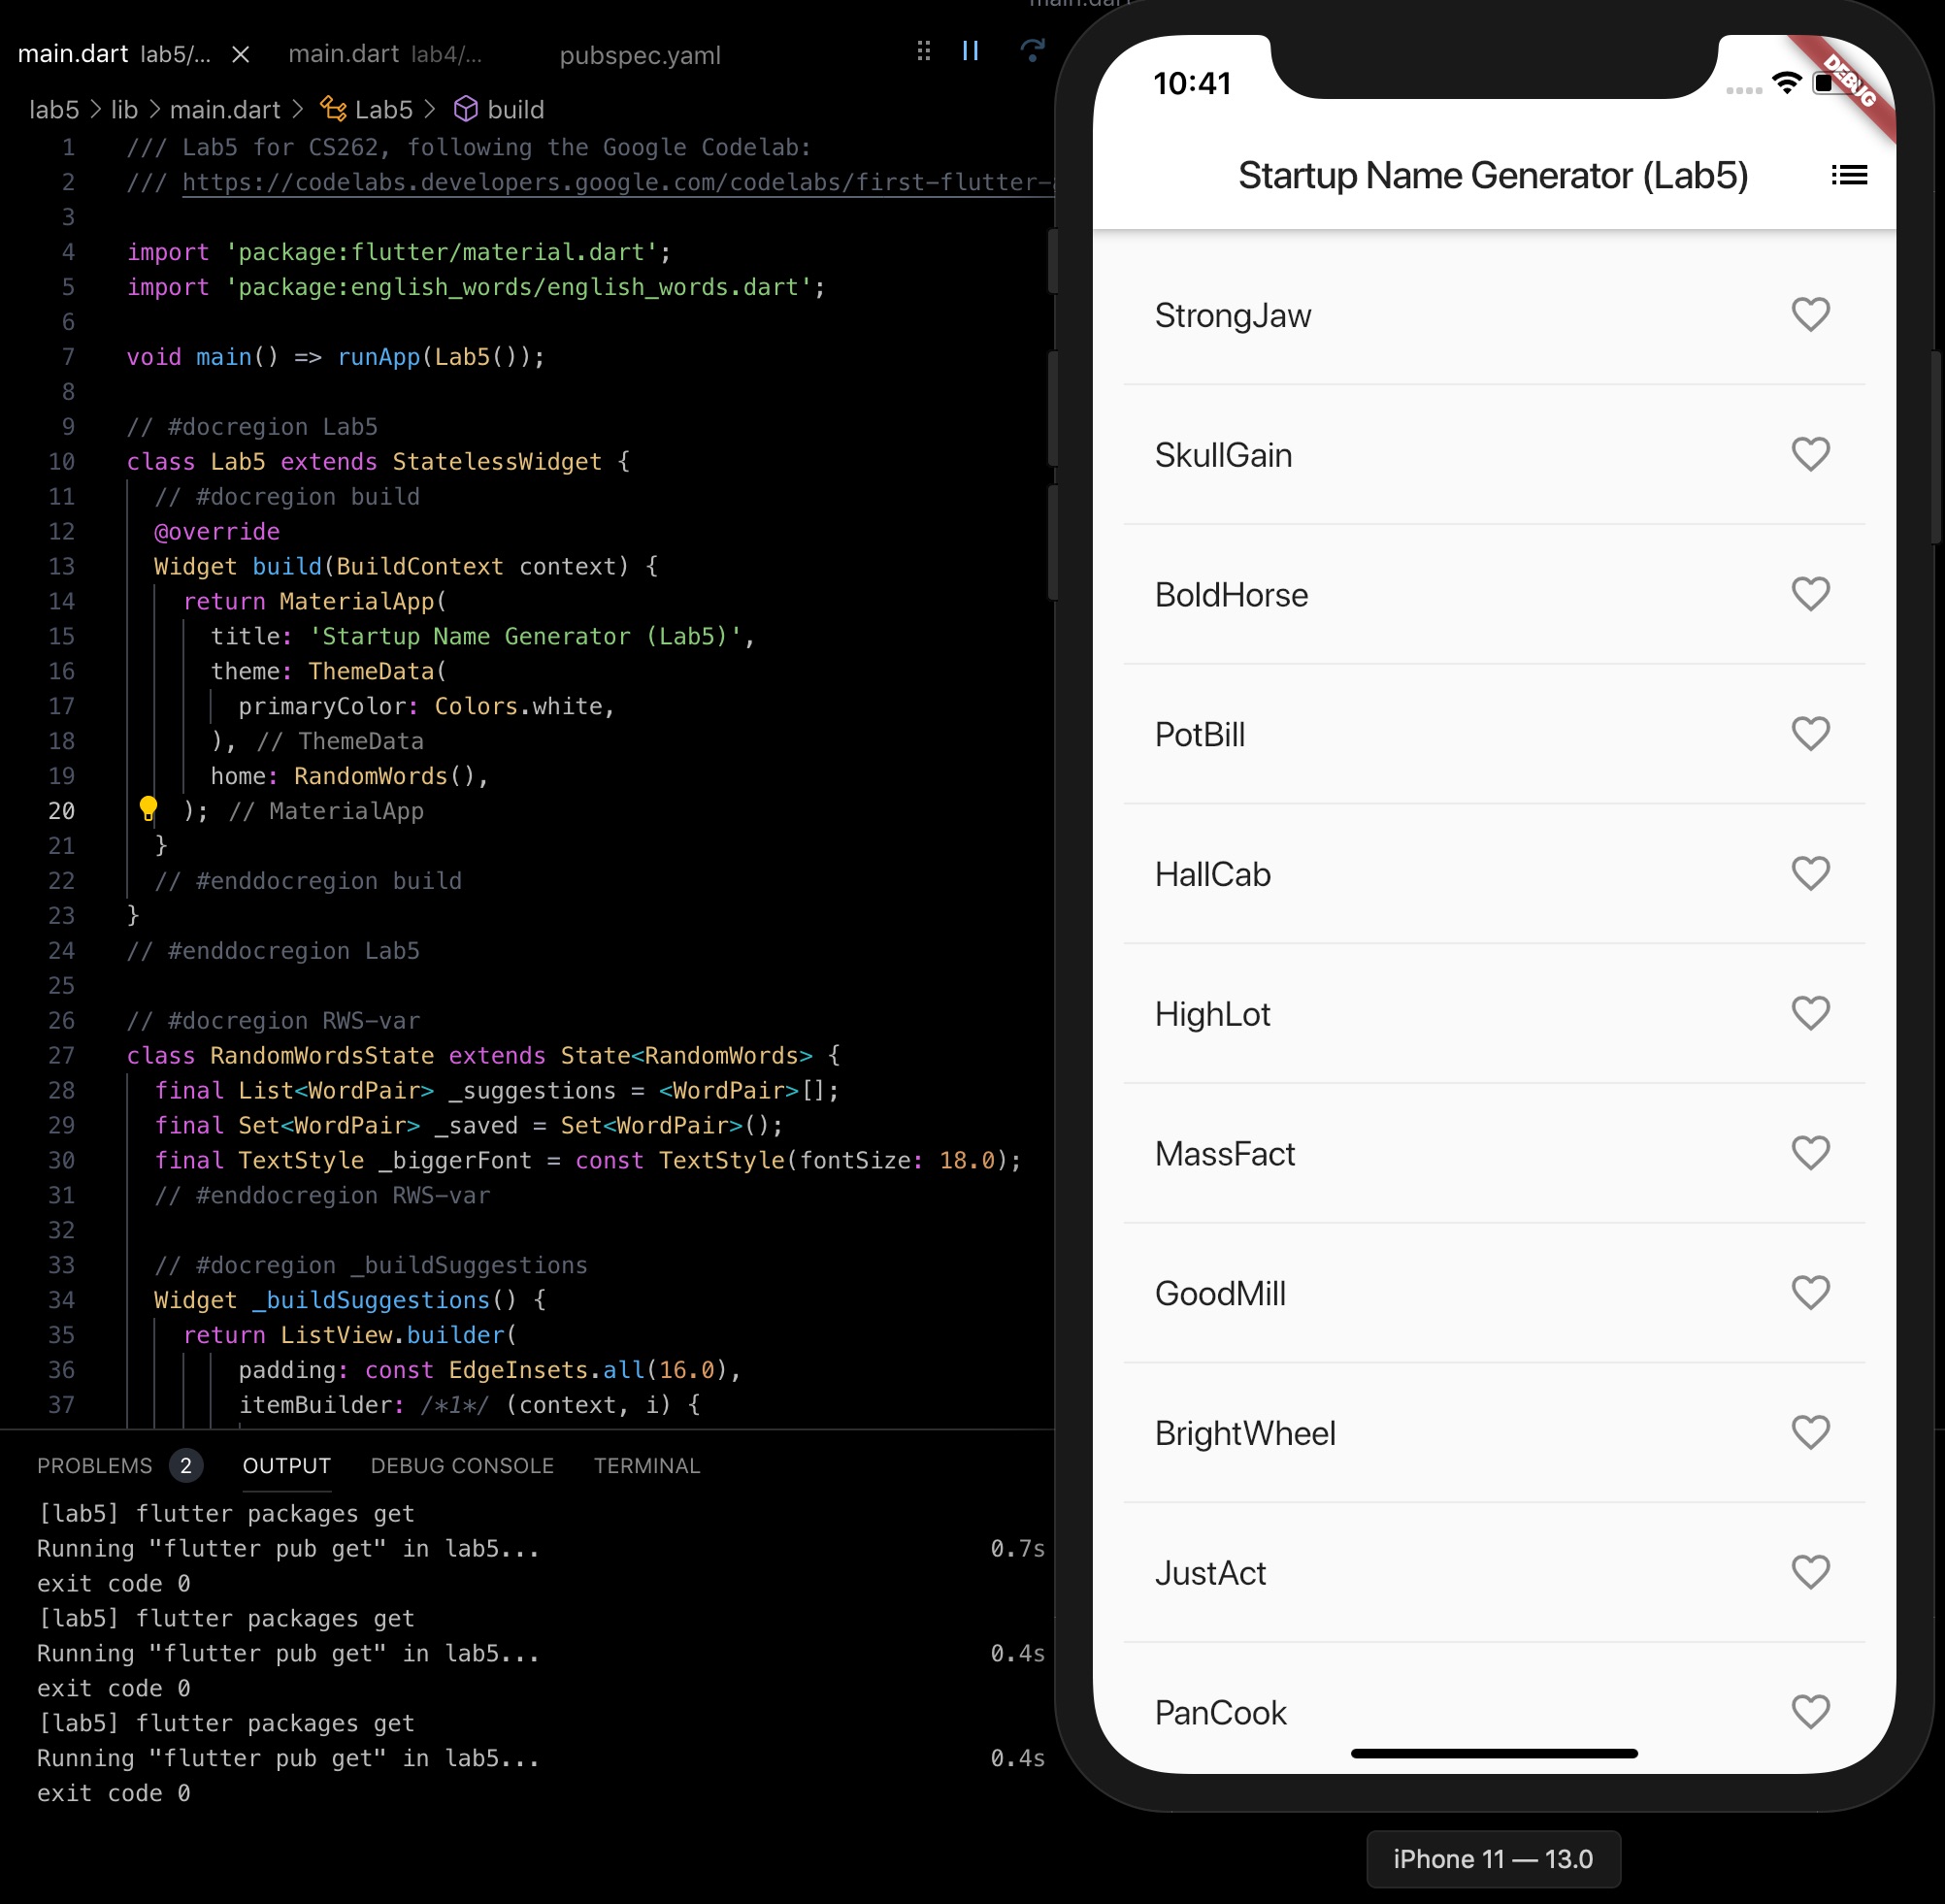 main.dart lab5/... main.dart lab4/... pubspec.yaml
lab5 > lib > main.dart > Lab5 > build
1 /// Lab5 for CS262, following the Google Codelab:
2 /// https://codelabs.developers.google.com/codelabs/first-flutter-
3
4 import 'package:flutter/material.dart';
5 import 'package:english_words/english_words.dart';
6
7 void main() => runApp(Lab5());
8
9 // #docregion Lab5
10 class Lab5 extends StatelessWidget {
11 // #docregion build
12 @override
13 Widget build(BuildContext context) {
14 return MaterialApp(
15 title: 'Startup Name Generator (Lab5)',
16 theme: ThemeData(
17 primaryColor: Colors.white,
18 ), // ThemeData
19 home: RandomWords(),
20 ); // MaterialApp
21 }
22 // #enddocregion build
23 }
24 // #enddocregion Lab5
25
26 // #docregion RWS-var
27 class RandomWordsState extends State<RandomWords> {
28 final List<WordPair> _suggestions = <WordPair>[];
29 final Set<WordPair> _saved = Set<WordPair>();
30 final TextStyle _biggerFont = const TextStyle(fontSize: 18.0);
31 // #enddocregion RWS-var
32
33 // #docregion _buildSuggestions
34 Widget _buildSuggestions() {
35 return ListView.builder(
36 padding: const EdgeInsets.all(16.0),
37 itemBuilder: /*1*/ (context, i) {
PROBLEMS 2 OUTPUT DEBUG CONSOLE TERMINAL
[lab5] flutter packages get
Running "flutter pub get" in lab5... 0.7s
exit code 0
[lab5] flutter packages get
Running "flutter pub get" in lab5... 0.4s
exit code 0
[lab5] flutter packages get
Running "flutter pub get" in lab5... 0.4s
exit code 0
10:41
DEBUG
Startup Name Generator (Lab5)
StrongJaw
SkullGain
BoldHorse
PotBill
HallCab
HighLot
MassFact
GoodMill
BrightWheel
JustAct
PanCook
iPhone 11 — 13.0